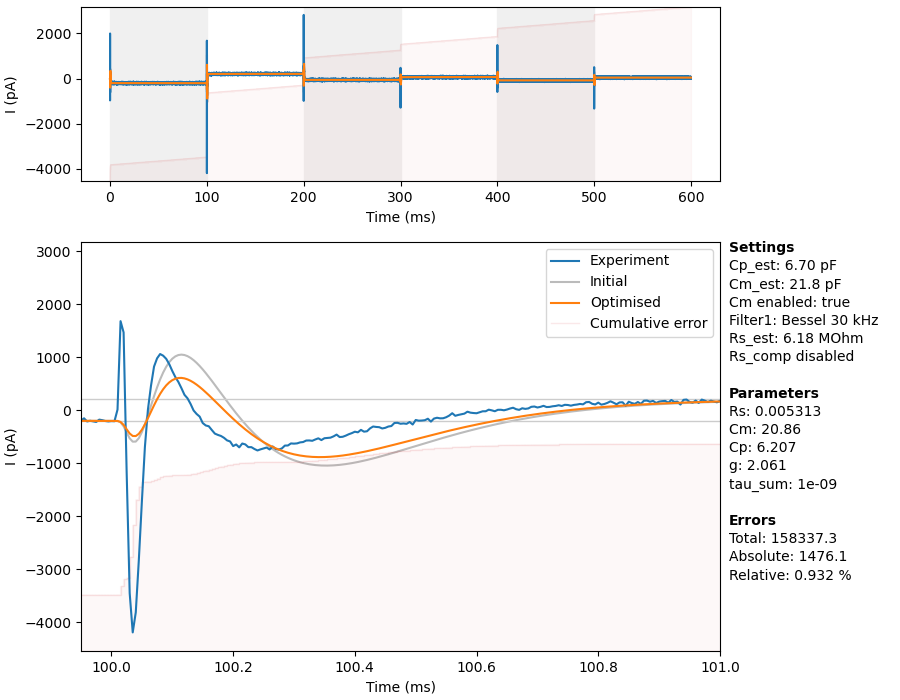 2000
0
−2000
−4000
I (pA)
0
100
200
300
400
500
600
Time (ms)
3000
2000
1000
0
−1000
−2000
−3000
−4000
I (pA)
100.0
100.2
100.4
100.6
100.8
101.0
Time (ms)
Experiment
Initial
Optimised
Cumulative error
Settings
Cp_est: 6.70 pF
Cm_est: 21.8 pF
Cm enabled: true
Filter1: Bessel 30 kHz
Rs_est: 6.18 MOhm
Rs_comp disabled
Parameters
Rs: 0.005313
Cm: 20.86
Cp: 6.207
g: 2.061
tau_sum: 1e-09
Errors
Total: 158337.3
Absolute: 1476.1
Relative: 0.932 %